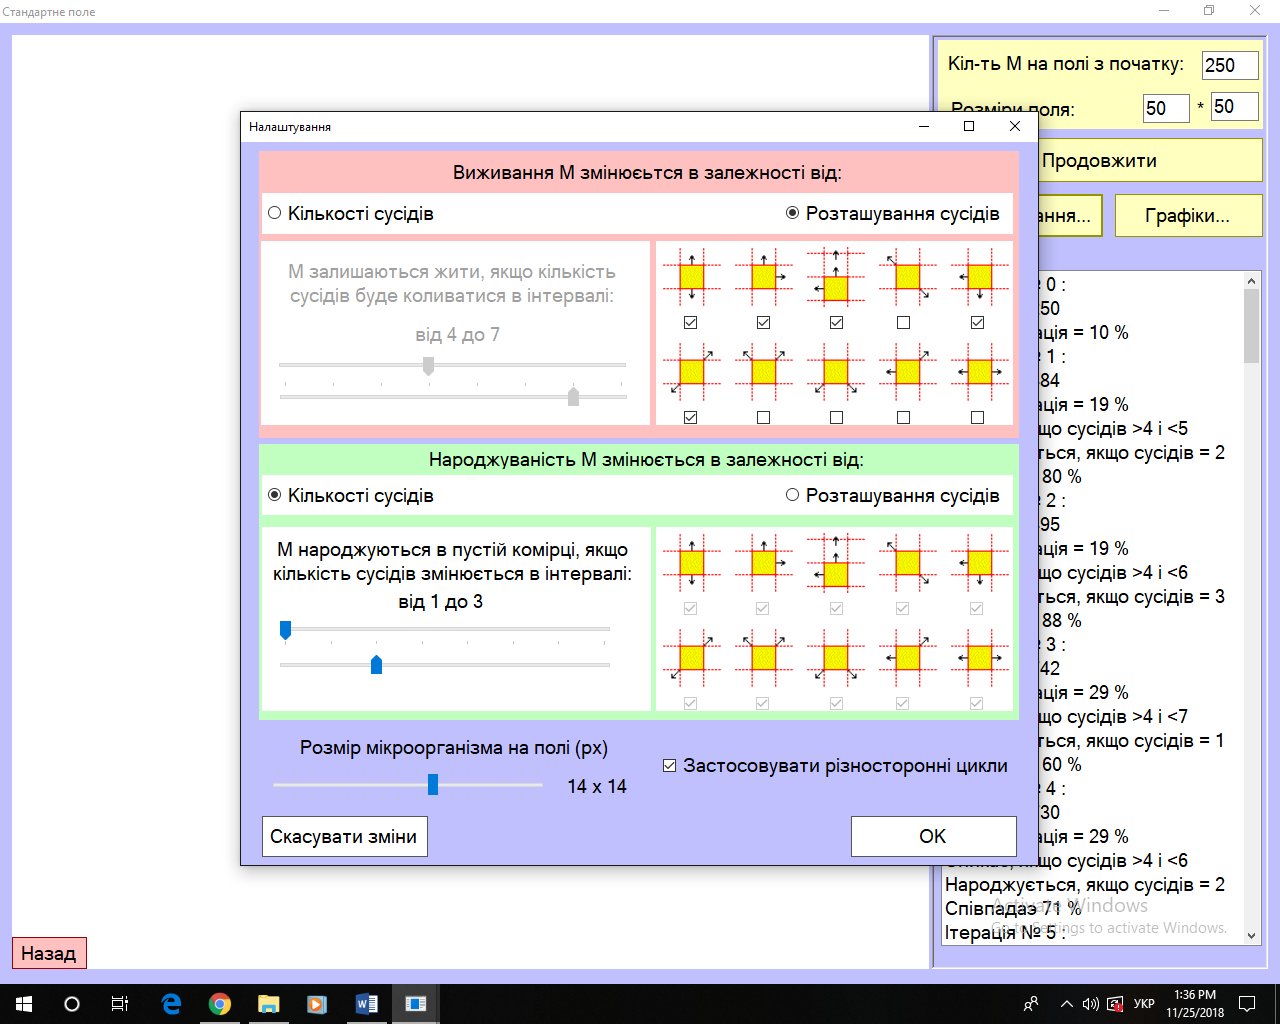 Стандартне поле
Кіл-ть М на полі з початку: 250
Розміри поля: 50 * 50
Продовжити
ання...
Графіки...
Налаштування
Виживання М змінюєьтся в залежності від:
Кількості сусідів
Розташування сусідів
М залишаються жити, якщо кількість
сусідів буде коливатися в інтервалі:
від 4 до 7
Народжуваність М змінюється в залежності від:
Кількості сусідів
Розташування сусідів
М народжуються в пустій комірці, якщо
кількість сусідів змінюється в інтервалі:
від 1 до 3
Розмір мікроорганізма на полі (px)
14 x 14
Застосовувати різносторонні цикли
Скасувати зміни
OK
0 :
50
ація = 10 %
1 :
84
ація = 19 %
що сусідів >4 і <5
ться, якщо сусідів = 2
80 %
2 :
95
ація = 19 %
що сусідів >4 і <6
ться, якщо сусідів = 3
88 %
3 :
42
ація = 29 %
що сусідів >4 і <7
ться, якщо сусідів = 1
60 %
4 :
30
ація = 29 %
якщо сусідів >4 і <6
Народжується, якщо сусідів = 2
Співпадає 71 %
Ітерація № 5 :
Activate Windows
Go to Settings to activate Windows.
Назад
УКР
1:36 PM
11/25/2018